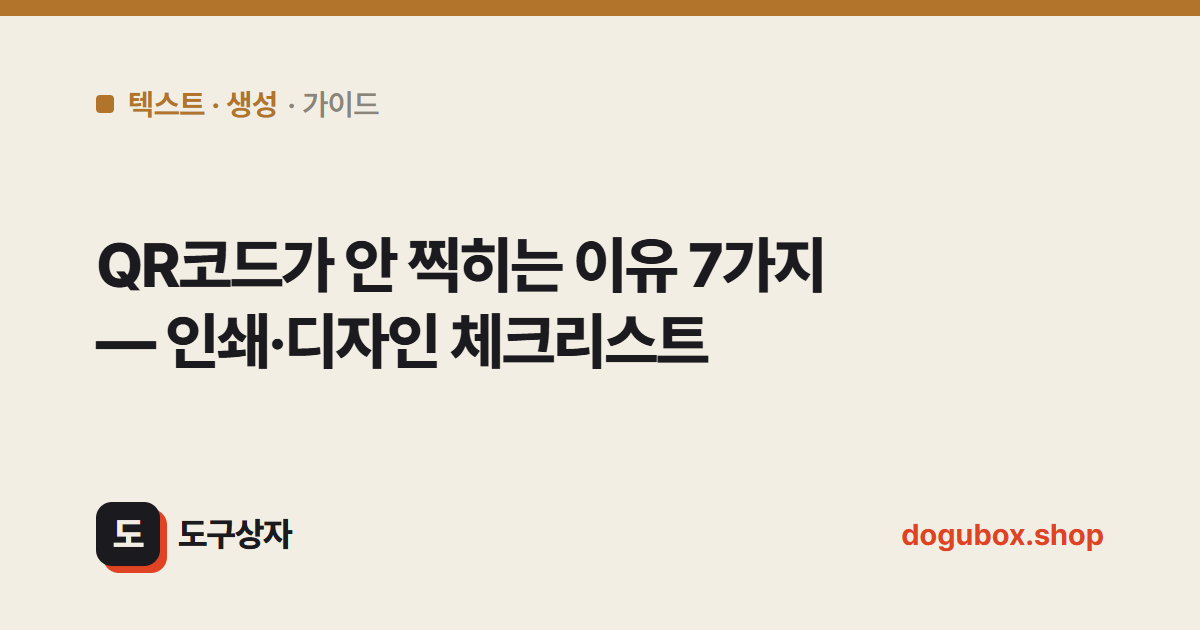 텍스트 · 생성 · 가이드
QR코드가 안 찍히는 이유 7가지
— 인쇄·디자인 체크리스트
도 도구상자
dogubox.shop